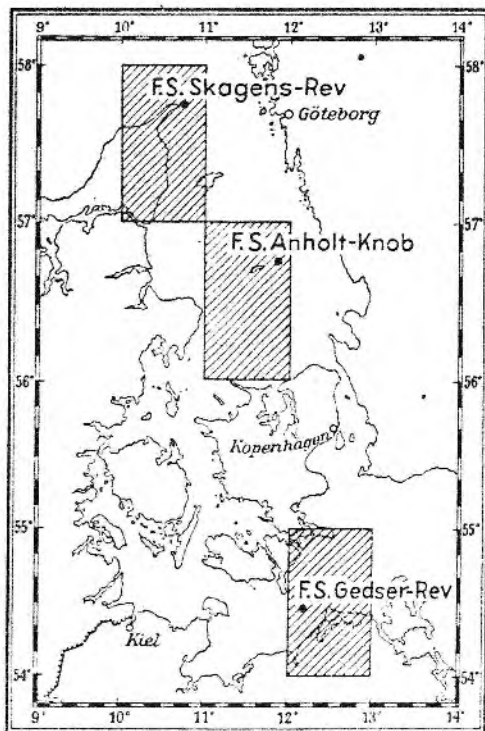 9° 10° 11° 12° 13° 14°
58° 58°
F.S. Skagens-Rev
Göteborg
57° 57°
F.S. Anholt-Knob
56° 56°
Kopenhagen
55° 55°
F.S. Gedser-Rev
Kiel
54° 54°
9° 10° 11° 12° 13° 14°